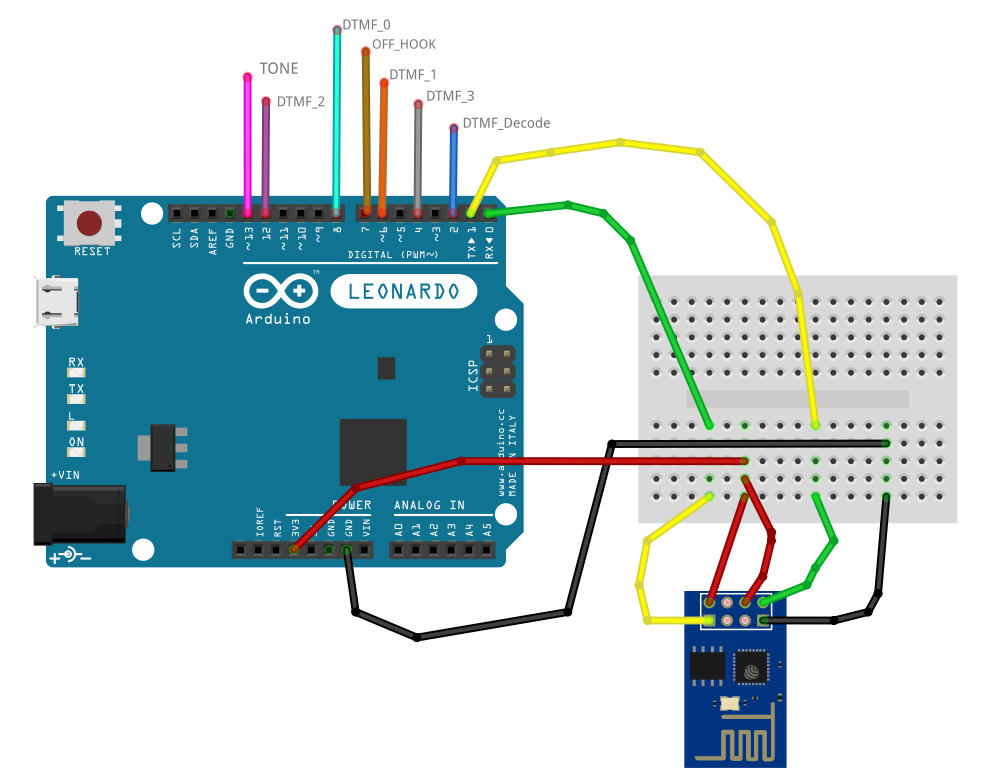 DTMF_0
OFF_HOOK
TONE
DTMF_1
DTMF_2
DTMF_3
DTMF_Decode
RESET
SCL
SDA
AREF
GND
~13
12
~11
~10
~9
8
7
~6
~5
4
~3
2
TX▶ 1
RX◀ 0
DIGITAL (PWM~)
TM
LEONARDO
Arduino
1
ICSP
RX
TX
L
ON
+VIN
www.arduino.cc
MADE IN ITALY
ANALOG IN
IOREF
RST
3V3
GND
GND
VIN
A0
A1
A2
A3
A4
A5
+ -